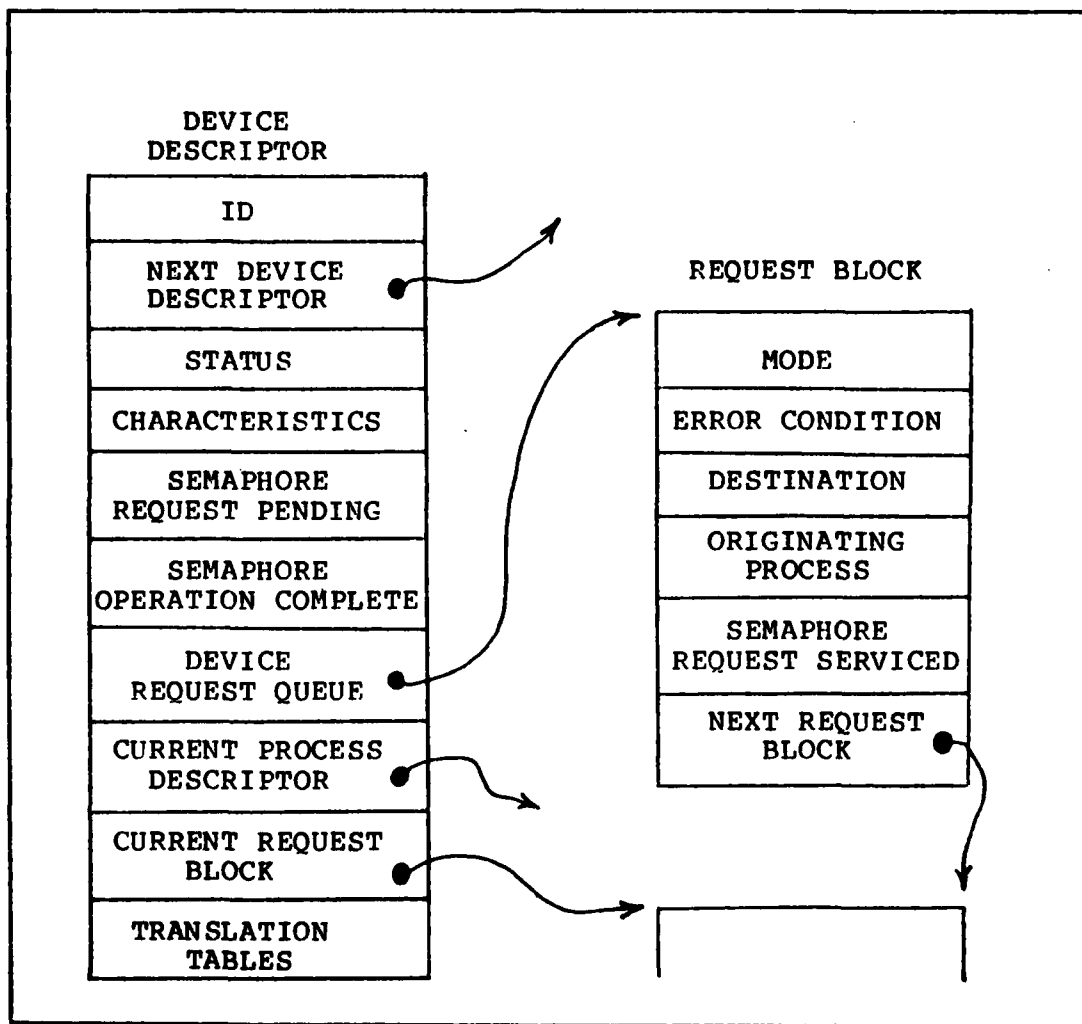 DEVICE
DESCRIPTOR
ID
NEXT DEVICE
DESCRIPTOR
STATUS
CHARACTERISTICS
SEMAPHORE
REQUEST PENDING
SEMAPHORE
OPERATION COMPLETE
DEVICE
REQUEST QUEUE
CURRENT PROCESS
DESCRIPTOR
CURRENT REQUEST
BLOCK
TRANSLATION
TABLES
REQUEST BLOCK
MODE
ERROR CONDITION
DESTINATION
ORIGINATING
PROCESS
SEMAPHORE
REQUEST SERVICED
NEXT REQUEST
BLOCK